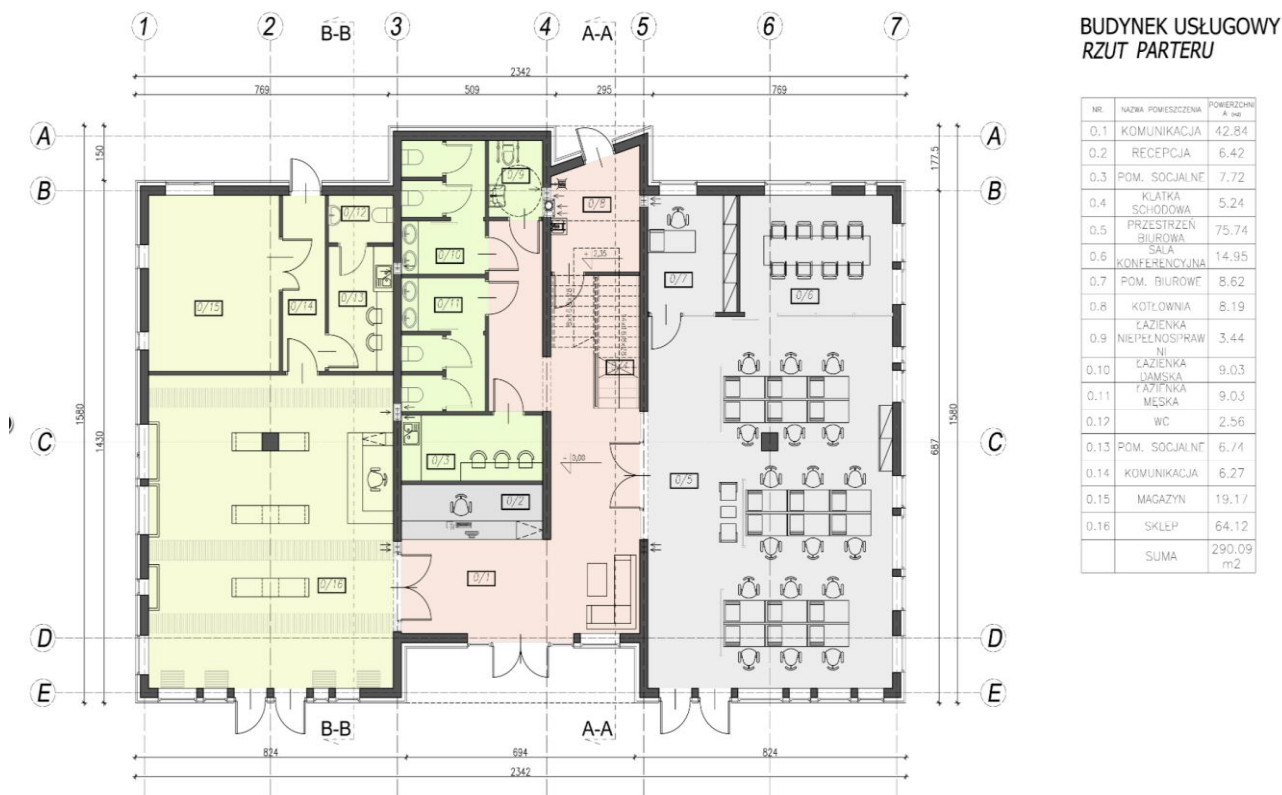 BUDYNEK USŁUGOWY
RZUT PARTERU
1 2 3 4 5 6 7
B-B A-A
2342
769 509 295 769
A A
B B
C C
D D
E E
150
1580
1430
177.5
687
1580
0/1
0/2
0/3
0/5
0/6
0/7
0/8
0/9
0/10
0/11
0/12
0/13
0/14
0/15
0/16
B-B A-A
824 694 824
2342
NR. NAZWA POMIESZCZENIA POWIERZCHNI
0.1 KOMUNIKACJA 42.84
0.2 RECEPCJA 6.42
0.3 POM. SOCJALNE 7.72
0.4 KLATKA
SCHODOWA 5.24
0.5 PRZESTRZEŃ
BIUROWA 75.74
0.6 SALA
KONFERENCYJNA 14.95
0.7 POM. BIUROWE 8.62
0.8 KOTŁOWNIA 8.19
0.9 ŁAZIENKA
NIEPEŁNOSPRAW
NI 3.44
0.10 ŁAZIENKA
DAMSKA 9.03
0.11 ŁAZIENKA
MĘSKA 9.03
0.12 WC 2.56
0.13 POM. SOCJALNE 6.74
0.14 KOMUNIKACJA 6.27
0.15 MAGAZYN 19.17
0.16 SKLEP 64.12
SUMA 290.09
m2